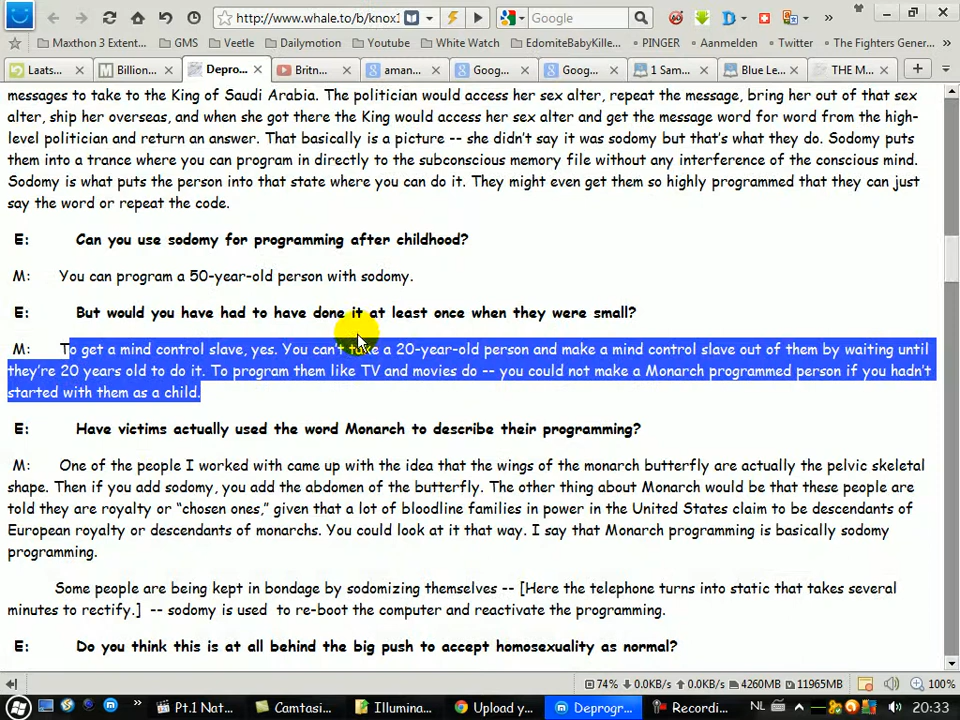 http://www.whale.to/b/knox1
Google
Maxthon 3 Extent...
GMS
Veetle
Dailymotion
Youtube
White Watch
EdomiteBabyKille...
PINGER
Aanmelden
Twitter
The Fighters Gener...
Laats...
Billion...
Depro...
Britn...
aman...
Goog...
Goog...
1 Sam...
Blue Le...
THE M...
messages to take to the King of Saudi Arabia. The politician would access her sex alter, repeat the message, bring her out of that sex
alter, ship her overseas, and when she got there the King would access her sex alter and get the message word for word from the high-
level politician and return an answer. That basically is a picture -- she didn't say it was sodomy but that's what they do. Sodomy puts
them into a trance where you can program in directly to the subconscious memory file without any interference of the conscious mind.
Sodomy is what puts the person into that state where you can do it. They might even get them so highly programmed that they can just
say the word or repeat the code.
E: Can you use sodomy for programming after childhood?
M: You can program a 50-year-old person with sodomy.
E: But would you have had to have done it at least once when they were small?
M: To get a mind control slave, yes. You can't take a 20-year-old person and make a mind control slave out of them by waiting until
they're 20 years old to do it. To program them like TV and movies do -- you could not make a Monarch programmed person if you hadn't
started with them as a child.
E: Have victims actually used the word Monarch to describe their programming?
M: One of the people I worked with came up with the idea that the wings of the monarch butterfly are actually the pelvic skeletal
shape. Then if you add sodomy, you add the abdomen of the butterfly. The other thing about Monarch would be that these people are
told they are royalty or “chosen ones,” given that a lot of bloodline families in power in the United States claim to be descendants of
European royalty or descendants of monarchs. You could look at it that way. I say that Monarch programming is basically sodomy
programming.
Some people are being kept in bondage by sodomizing themselves -- [Here the telephone turns into static that takes several
minutes to rectify.] -- sodomy is used to re-boot the computer and reactivate the programming.
E: Do you think this is at all behind the big push to accept homosexuality as normal?
74% 0.0KB/s 0.0KB/s 4260MB 11965MB 100%
Pt.1 Nat...
Camtasi...
Illumina...
Upload y...
Deprogr...
Recordi...
NL
20:33